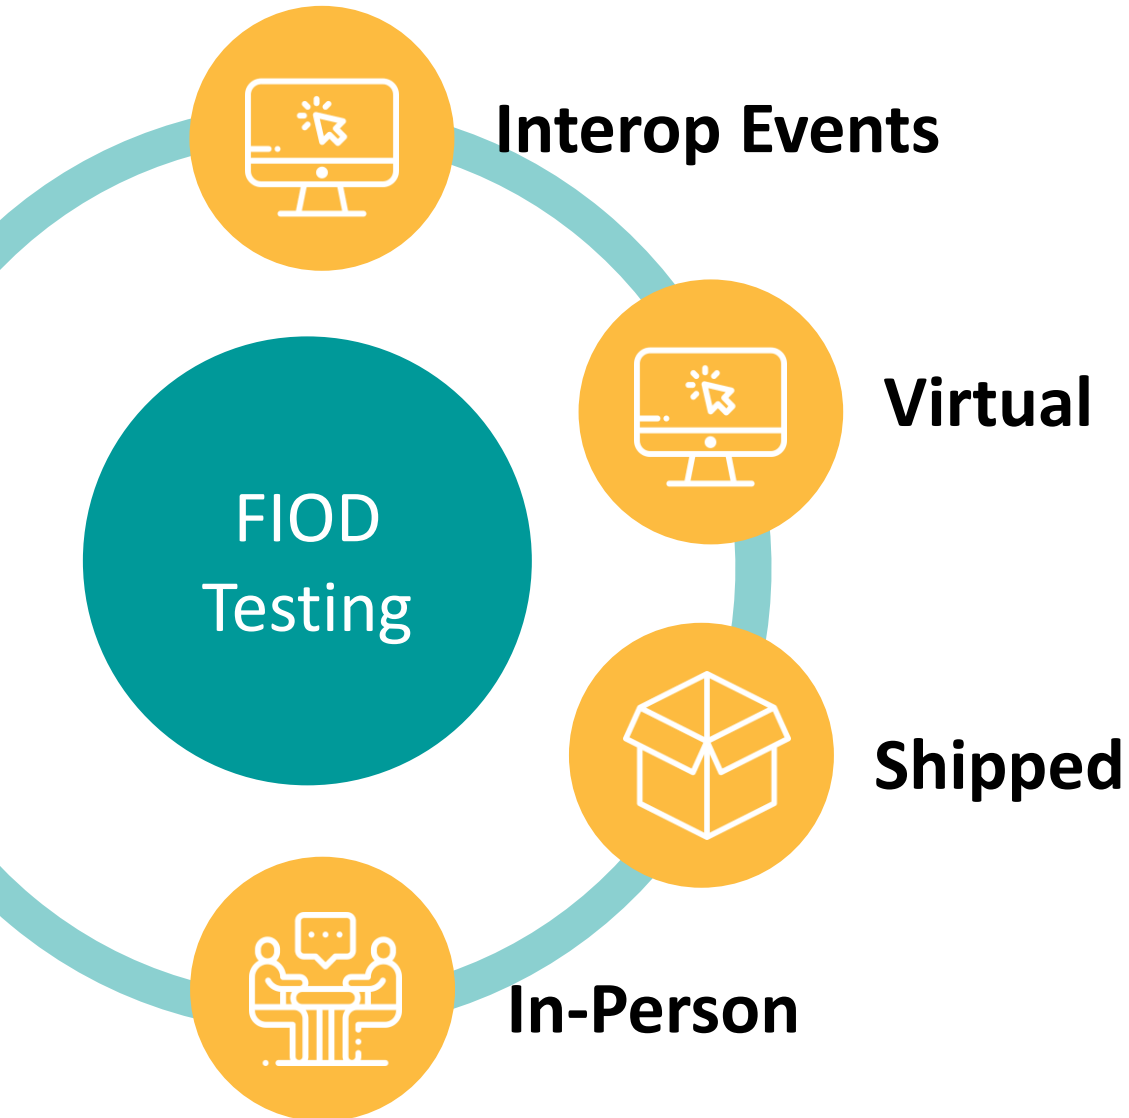 Interop Events
Virtual
FIOD
Testing
Shipped
In-Person